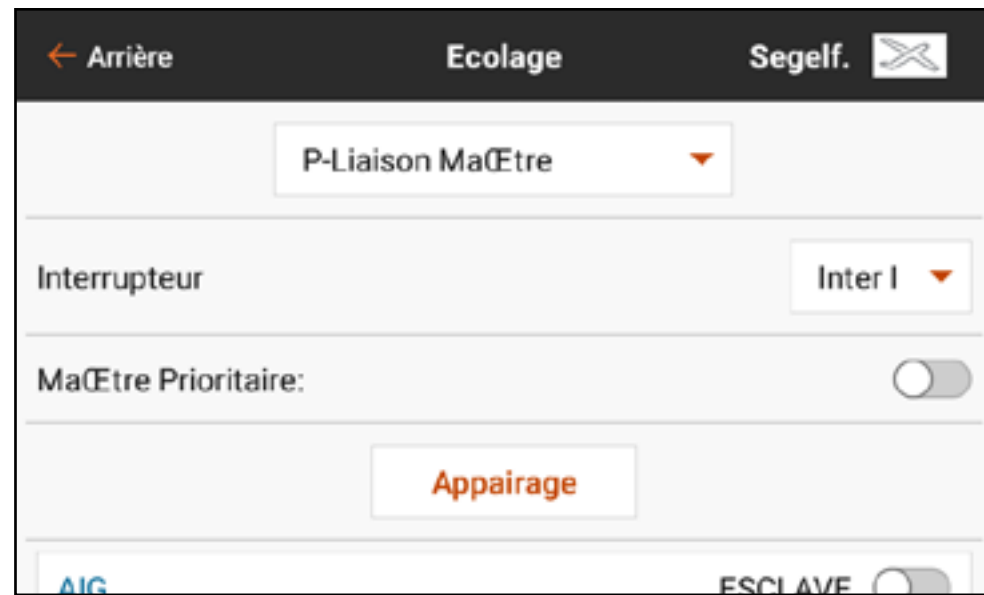 ← Arrière Ecolage Segelf.
P-Liaison MaŒtre
Interrupteur Inter I
MaŒtre Prioritaire:
Appairage
AIG ESCLAVE